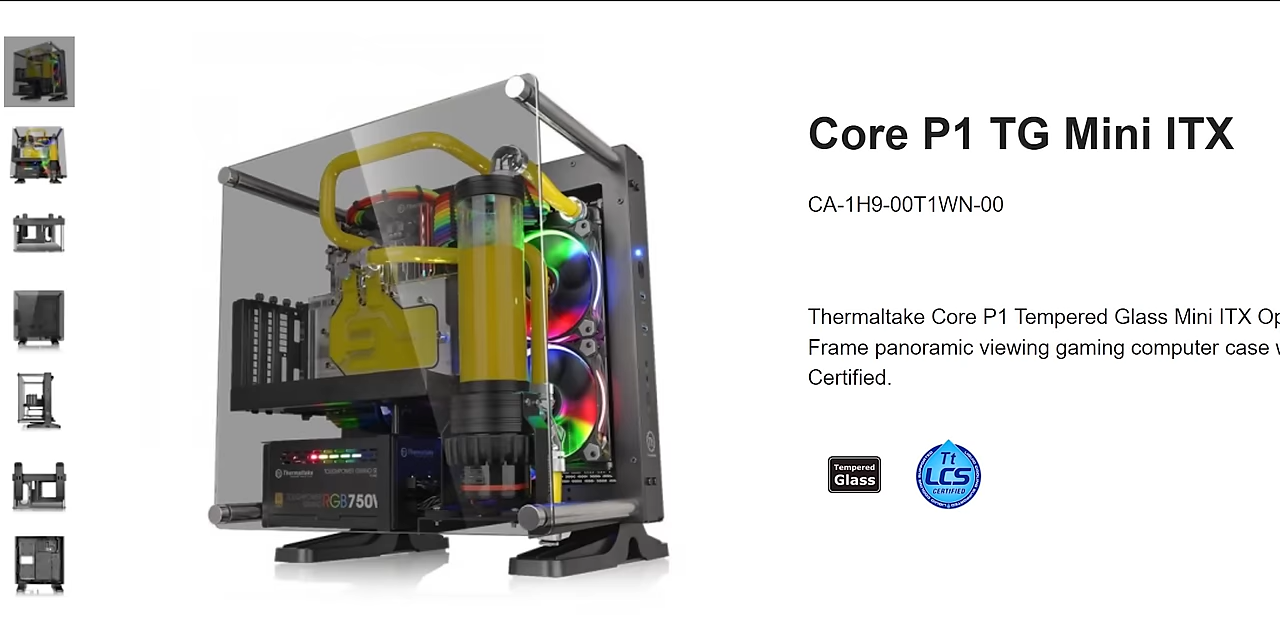 Core P1 TG Mini ITX
CA-1H9-00T1WN-00
Thermaltake Core P1 Tempered Glass Mini ITX Op
Frame panoramic viewing gaming computer case
Certified.
Tempered
Glass
Tt
LCS
CERTIFIED
Thermaltake
RGB750W